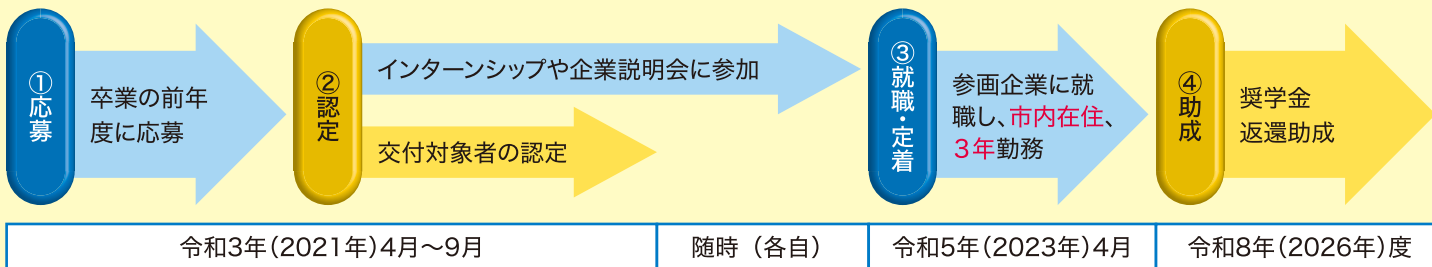 ①応募
卒業の前年
度に応募
②認定
インターンシップや企業説明会に参加
交付対象者の認定
③就職・定着
参画企業に就
職し、市内在住、
3年勤務
④助成
奨学金
返還助成
令和3年(2021年)4月〜9月
随時（各自）
令和5年(2023年)4月
令和8年(2026年)度